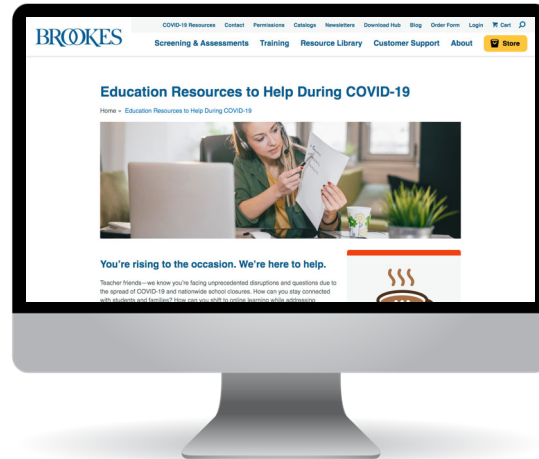 COVID-19 Resources Contact Permissions Catalogs Newsletters Download Hub Blog Order Form Login Cart
BROOKES
Screening & Assessments Training Resource Library Customer Support About Store
Education Resources to Help During COVID-19
Home » Education Resources to Help During COVID-19
You're rising to the occasion. We're here to help.
Teacher friends—we know you're facing unprecedented disruptions and questions due to
the spread of COVID-19 and nationwide school closures. How can you stay connected
with students and families? How can you shift to online learning while addressing